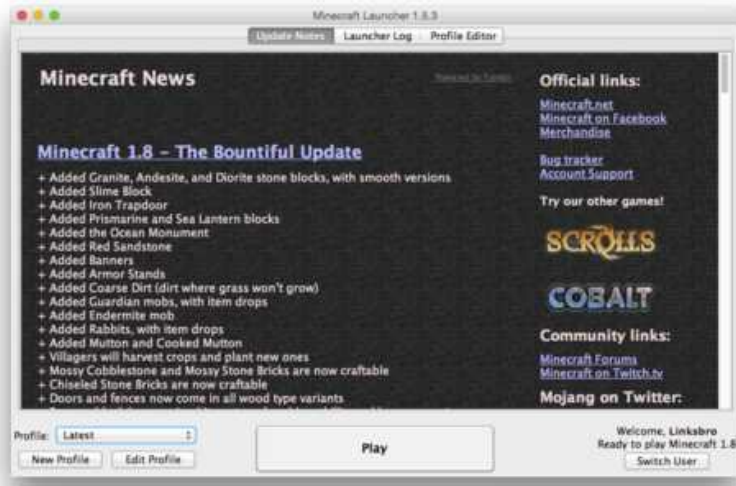 Minecraft Launcher 1.8.3
Update Notes
Launcher Log
Profile Editor
Minecraft News
Powered by Tumblr
Minecraft 1.8 – The Bountiful Update
+ Added Granite, Andesite, and Diorite stone blocks, with smooth versions
+ Added Slime Block
+ Added Iron Trapdoor
+ Added Prismarine and Sea Lantern blocks
+ Added the Ocean Monument
+ Added Red Sandstone
+ Added Banners
+ Added Armor Stands
+ Added Coarse Dirt (dirt where grass won't grow)
+ Added Guardian mobs, with item drops
+ Added Endermite mob
+ Added Rabbits, with item drops
+ Added Mutton and Cooked Mutton
+ Villagers will harvest crops and plant new ones
+ Mossy Cobblestone and Mossy Stone Bricks are now craftable
+ Chiseled Stone Bricks are now craftable
+ Doors and fences now come in all wood type variants
Official links:
Minecraft.net
Minecraft on Facebook
Merchandise
Bug tracker
Account Support
Try our other games!
SCROLLS
COBALT
Community links:
Minecraft Forums
Minecraft on Twitch.tv
Mojang on Twitter:
Profile:
Latest
New Profile
Edit Profile
Play
Welcome, Linksbro
Ready to play Minecraft 1.8
Switch User